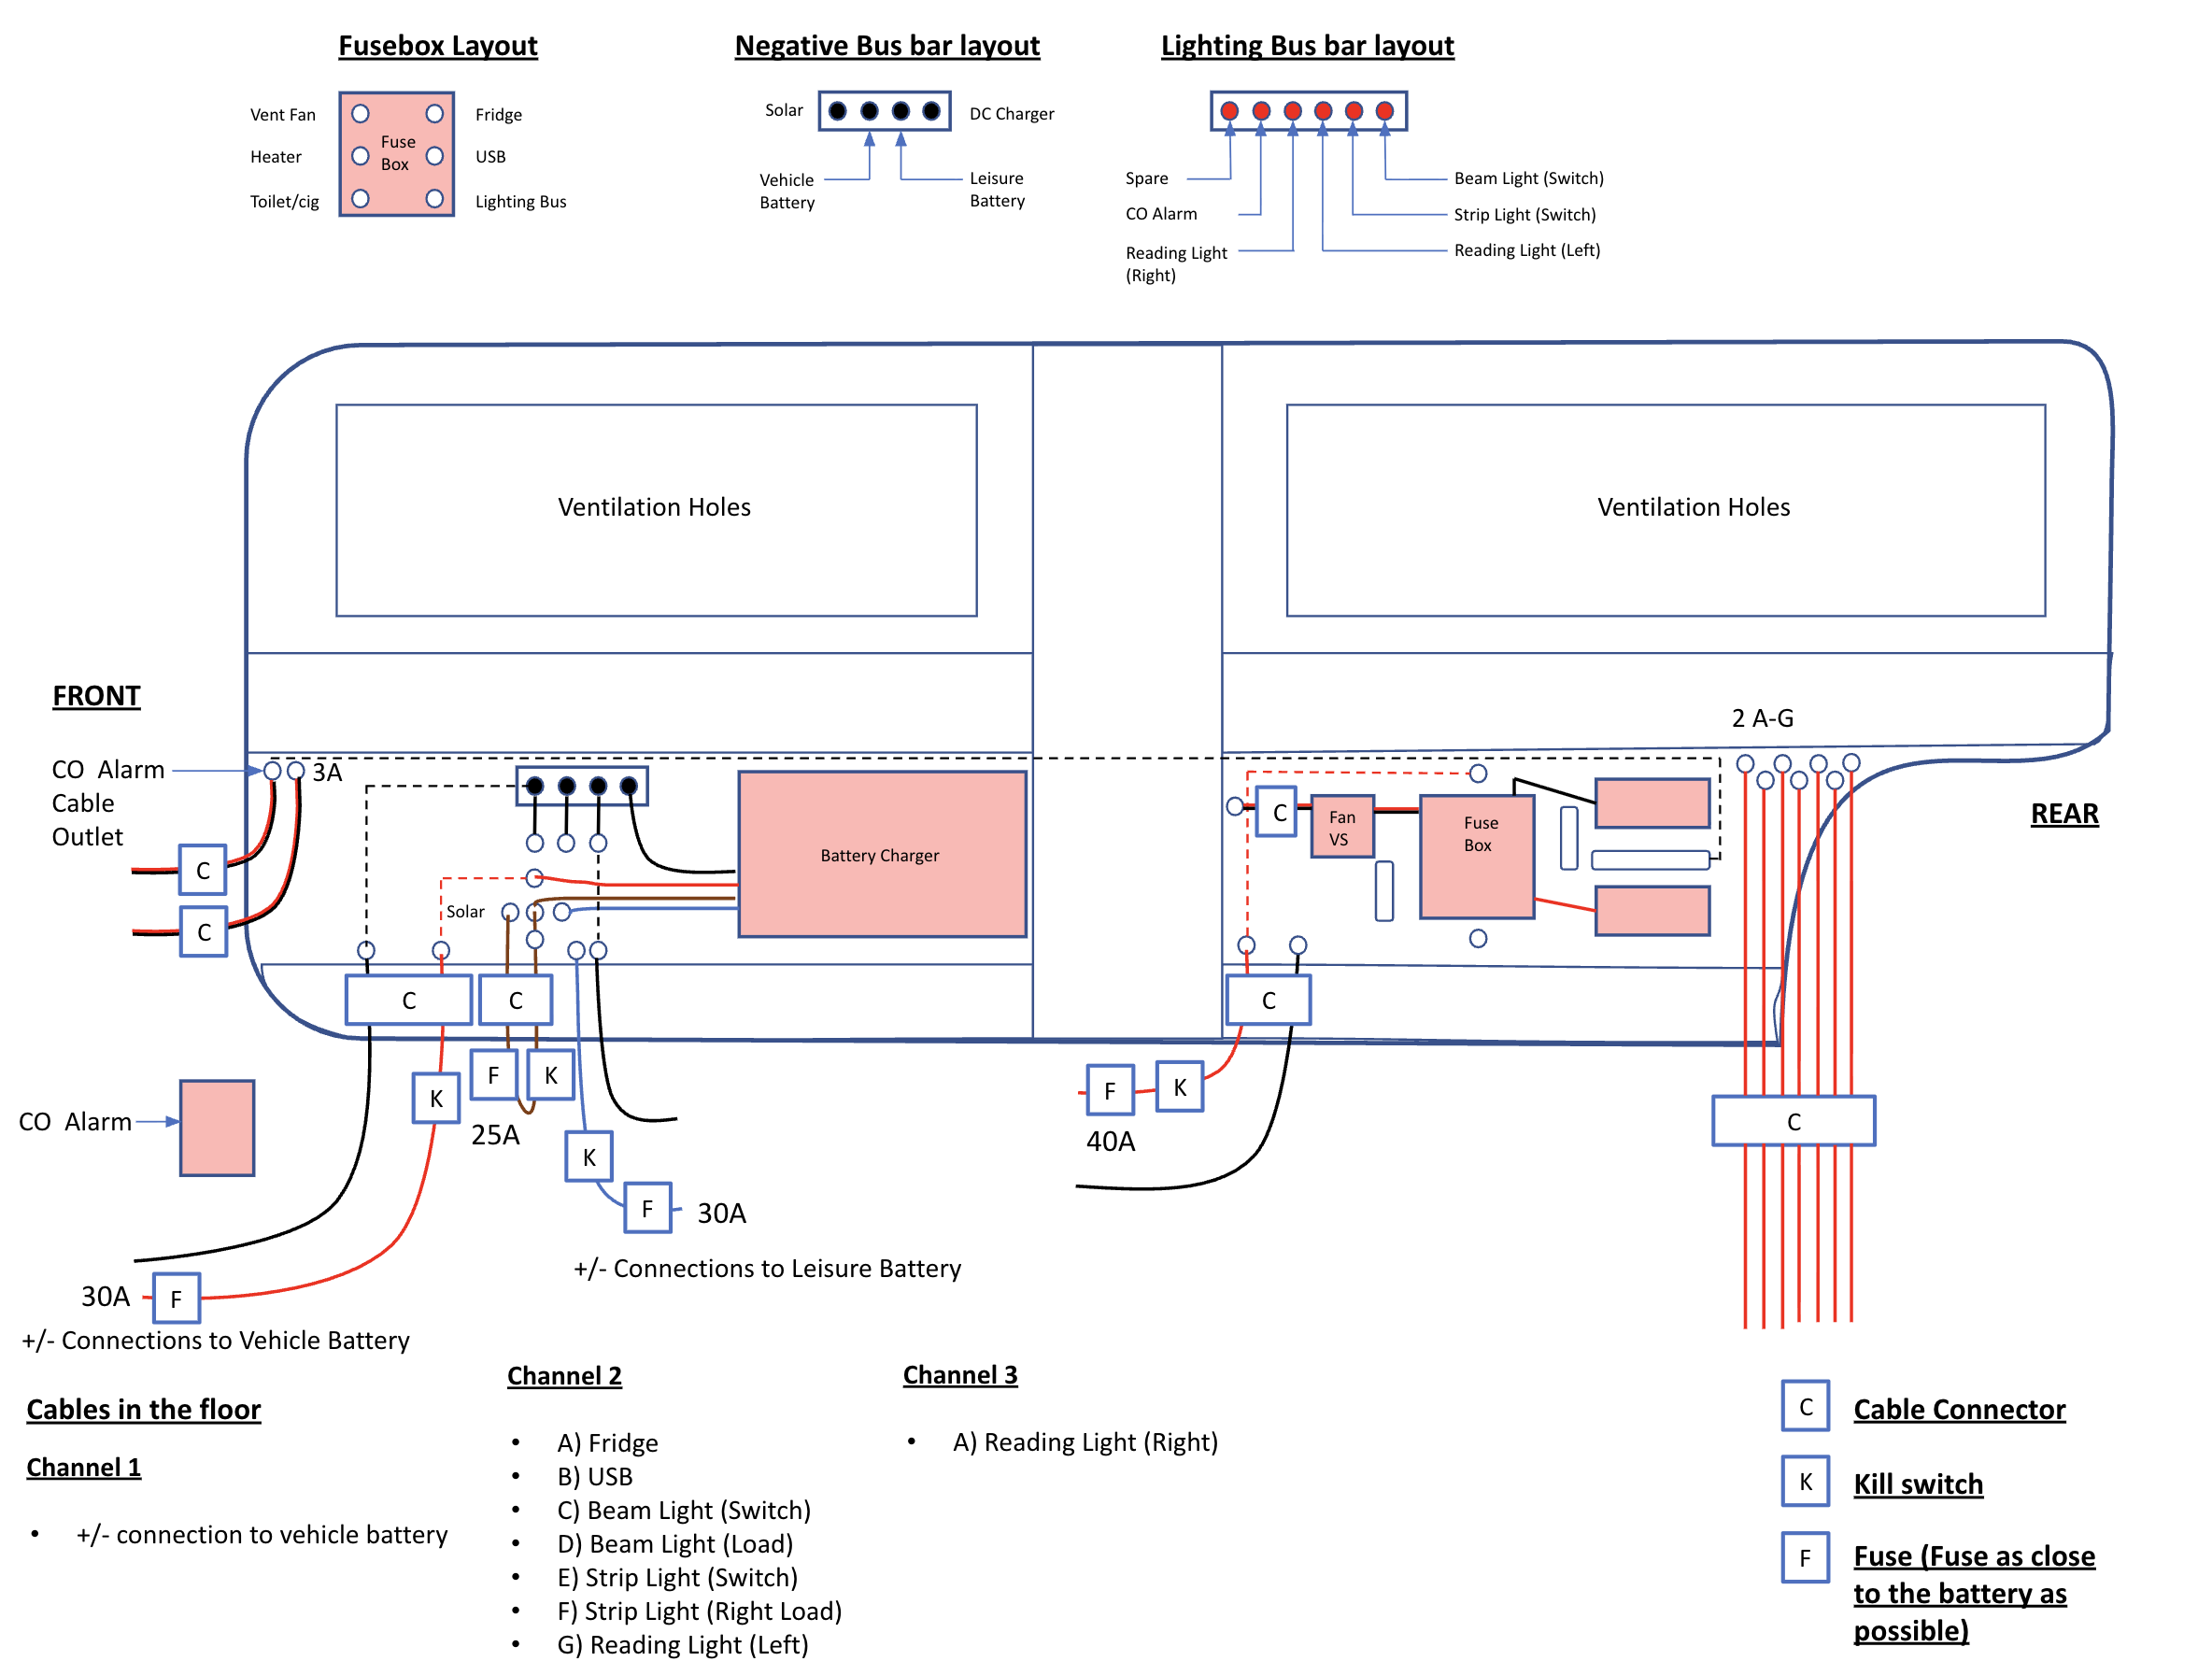 Fusebox Layout
Negative Bus bar layout
Lighting Bus bar layout
Vent Fan
Heater
Toilet/cig
Fuse
Box
Fridge
USB
Lighting Bus
Solar
DC Charger
Vehicle
Battery
Leisure
Battery
Spare
CO Alarm
Reading Light
(Right)
Beam Light (Switch)
Strip Light (Switch)
Reading Light (Left)
Ventilation Holes
Ventilation Holes
FRONT
2 A-G
CO Alarm
Cable
Outlet
3A
REAR
C
C
Solar
Battery Charger
C
Fan
VS
Fuse
Box
C
C
C
F
K
K
25A
K
F
30A
+/- Connections to Leisure Battery
F
K
40A
C
CO Alarm
30A
F
+/- Connections to Vehicle Battery
Cables in the floor
Channel 1
• +/- connection to vehicle battery
Channel 2
• A) Fridge
• B) USB
• C) Beam Light (Switch)
• D) Beam Light (Load)
• E) Strip Light (Switch)
• F) Strip Light (Right Load)
• G) Reading Light (Left)
Channel 3
• A) Reading Light (Right)
C
Cable Connector
K
Kill switch
F
Fuse (Fuse as close
to the battery as
possible)